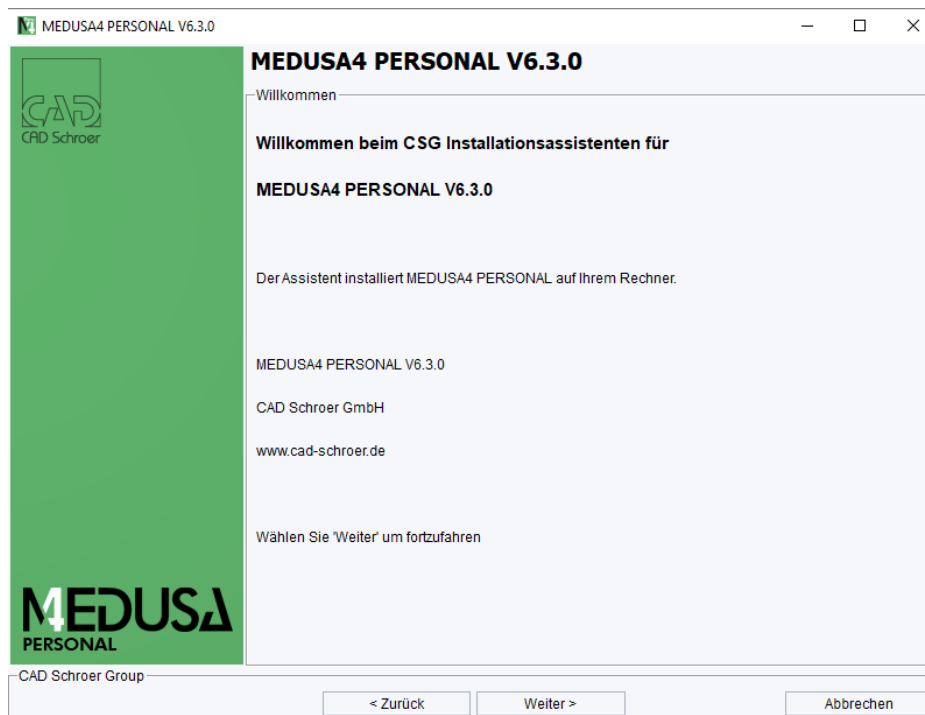 MEDUSA4 PERSONAL V6.3.0
CAD
CAD Schroer
MEDUSA4 PERSONAL V6.3.0
Willkommen
Willkommen beim CSG Installationsassistenten für
MEDUSA4 PERSONAL V6.3.0
Der Assistent installiert MEDUSA4 PERSONAL auf Ihrem Rechner.
MEDUSA4 PERSONAL V6.3.0
CAD Schroer GmbH
www.cad-schroer.de
Wählen Sie 'Weiter' um fortzufahren
M4EDUSA
PERSONAL
CAD Schroer Group
< Zurück Weiter > Abbrechen